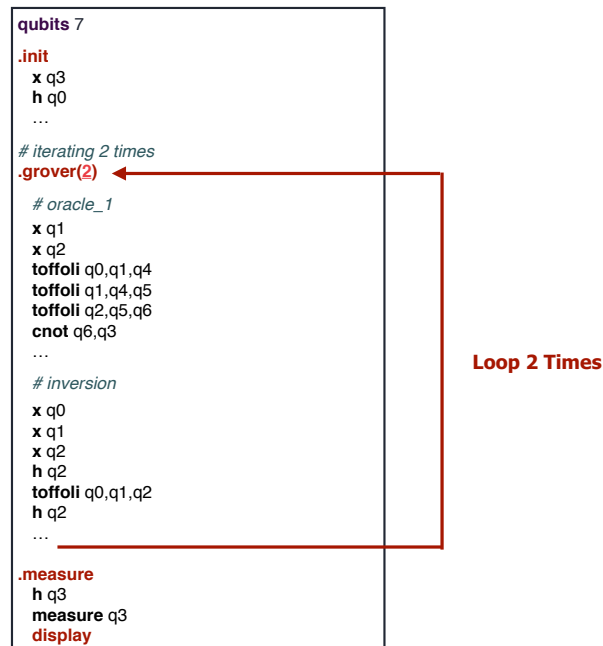 qubits 7
.init
x q3
h q0
…
# iterating 2 times
.grover(2)
# oracle_1
x q1
x q2
toffoli q0,q1,q4
toffoli q1,q4,q5
toffoli q2,q5,q6
cnot q6,q3
…
Loop 2 Times
# inversion
x q0
x q1
x q2
h q2
toffoli q0,q1,q2
h q2
…
.measure
h q3
measure q3
display